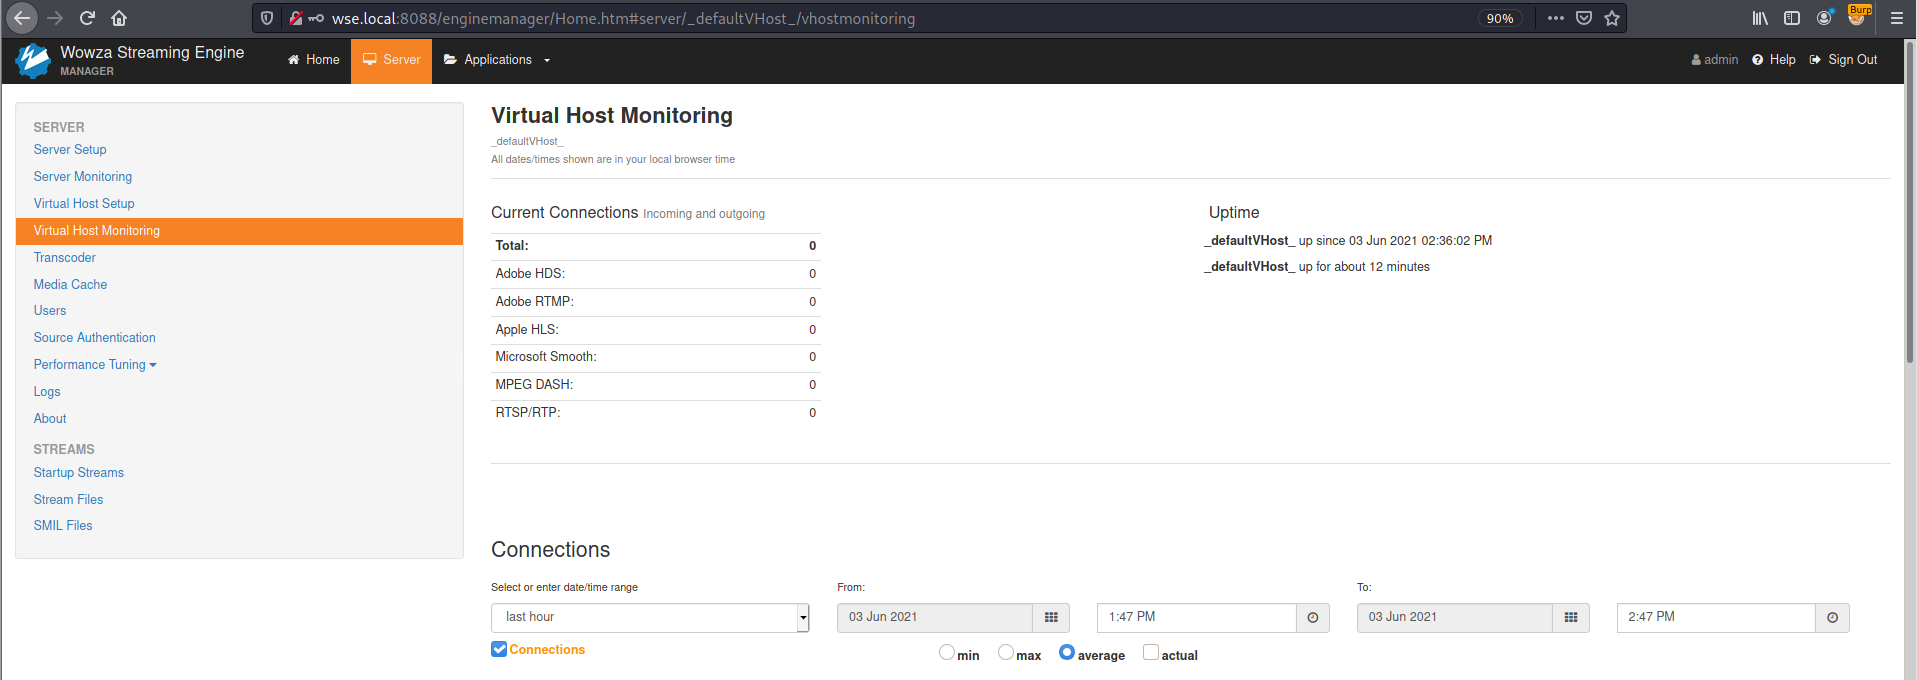 wse.local:8088/enginemanager/Home.htm#server/_defaultVHost_/vhostmonitoring
90%
Burp
Wowza Streaming Engine
MANAGER
Home
Server
Applications
admin
Help
Sign Out
SERVER
Server Setup
Server Monitoring
Virtual Host Setup
Virtual Host Monitoring
Transcoder
Media Cache
Users
Source Authentication
Performance Tuning
Logs
About
STREAMS
Startup Streams
Stream Files
SMIL Files
Virtual Host Monitoring
_defaultVHost_
All dates/times shown are in your local browser time
Current Connections Incoming and outgoing
Total: 0
Adobe HDS: 0
Adobe RTMP: 0
Apple HLS: 0
Microsoft Smooth: 0
MPEG DASH: 0
RTSP/RTP: 0
Uptime
_defaultVHost_ up since 03 Jun 2021 02:36:02 PM
_defaultVHost_ up for about 12 minutes
Connections
Select or enter date/time range
From:
To:
last hour
03 Jun 2021
1:47 PM
03 Jun 2021
2:47 PM
Connections
min
max
average
actual